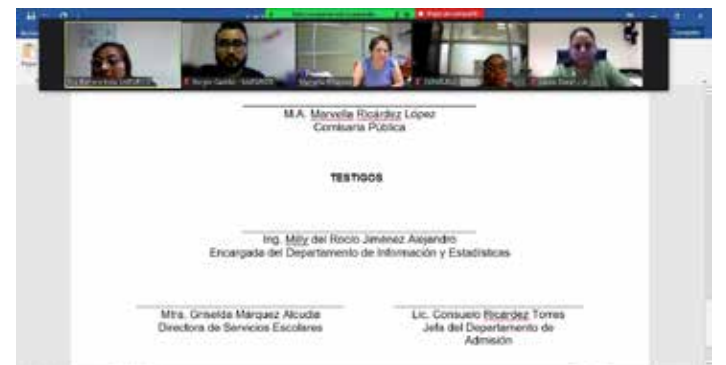 M.A. Marvella Ricárdez López
Comisaria Pública
TESTIGOS
Ing. Milly del Rocío Jiménez Alejandro
Encargada del Departamento de Información y Estadísticas
Mtra. Griselda Márquez Alcudia
Directora de Servicios Escolares
Lic. Consuelo Ricárdez Torres
Jefa del Departamento de
Admisión